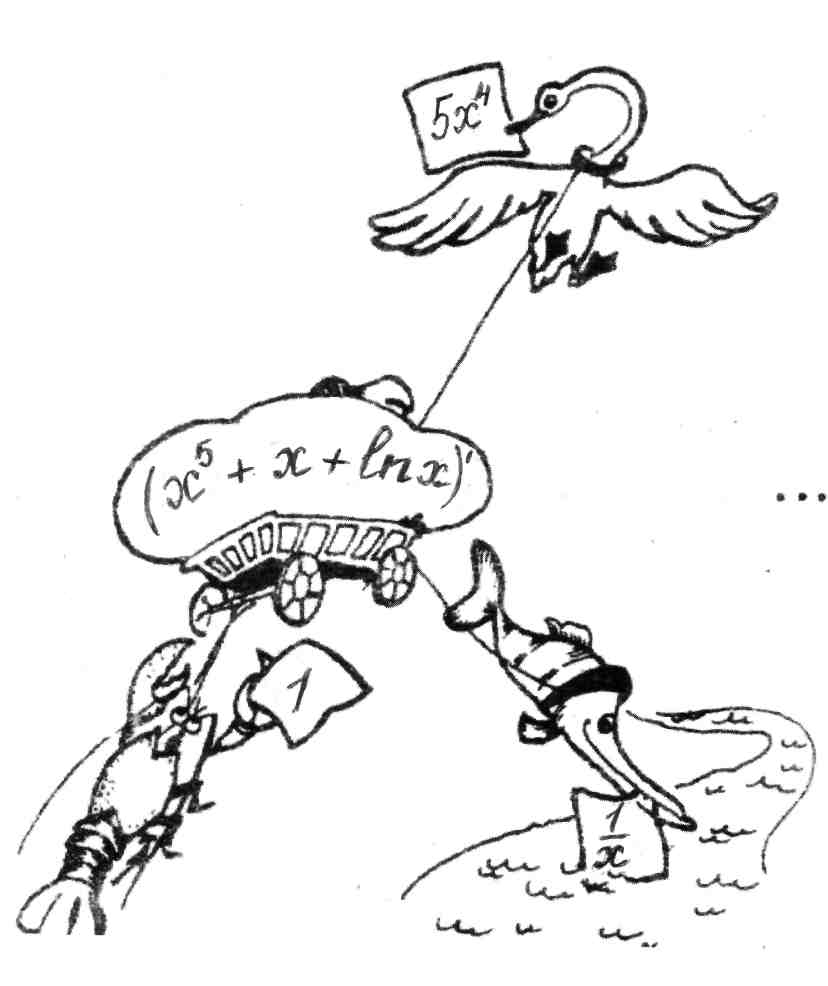 5x⁴
(x⁵ + x + ln x)'
...
1
1/x